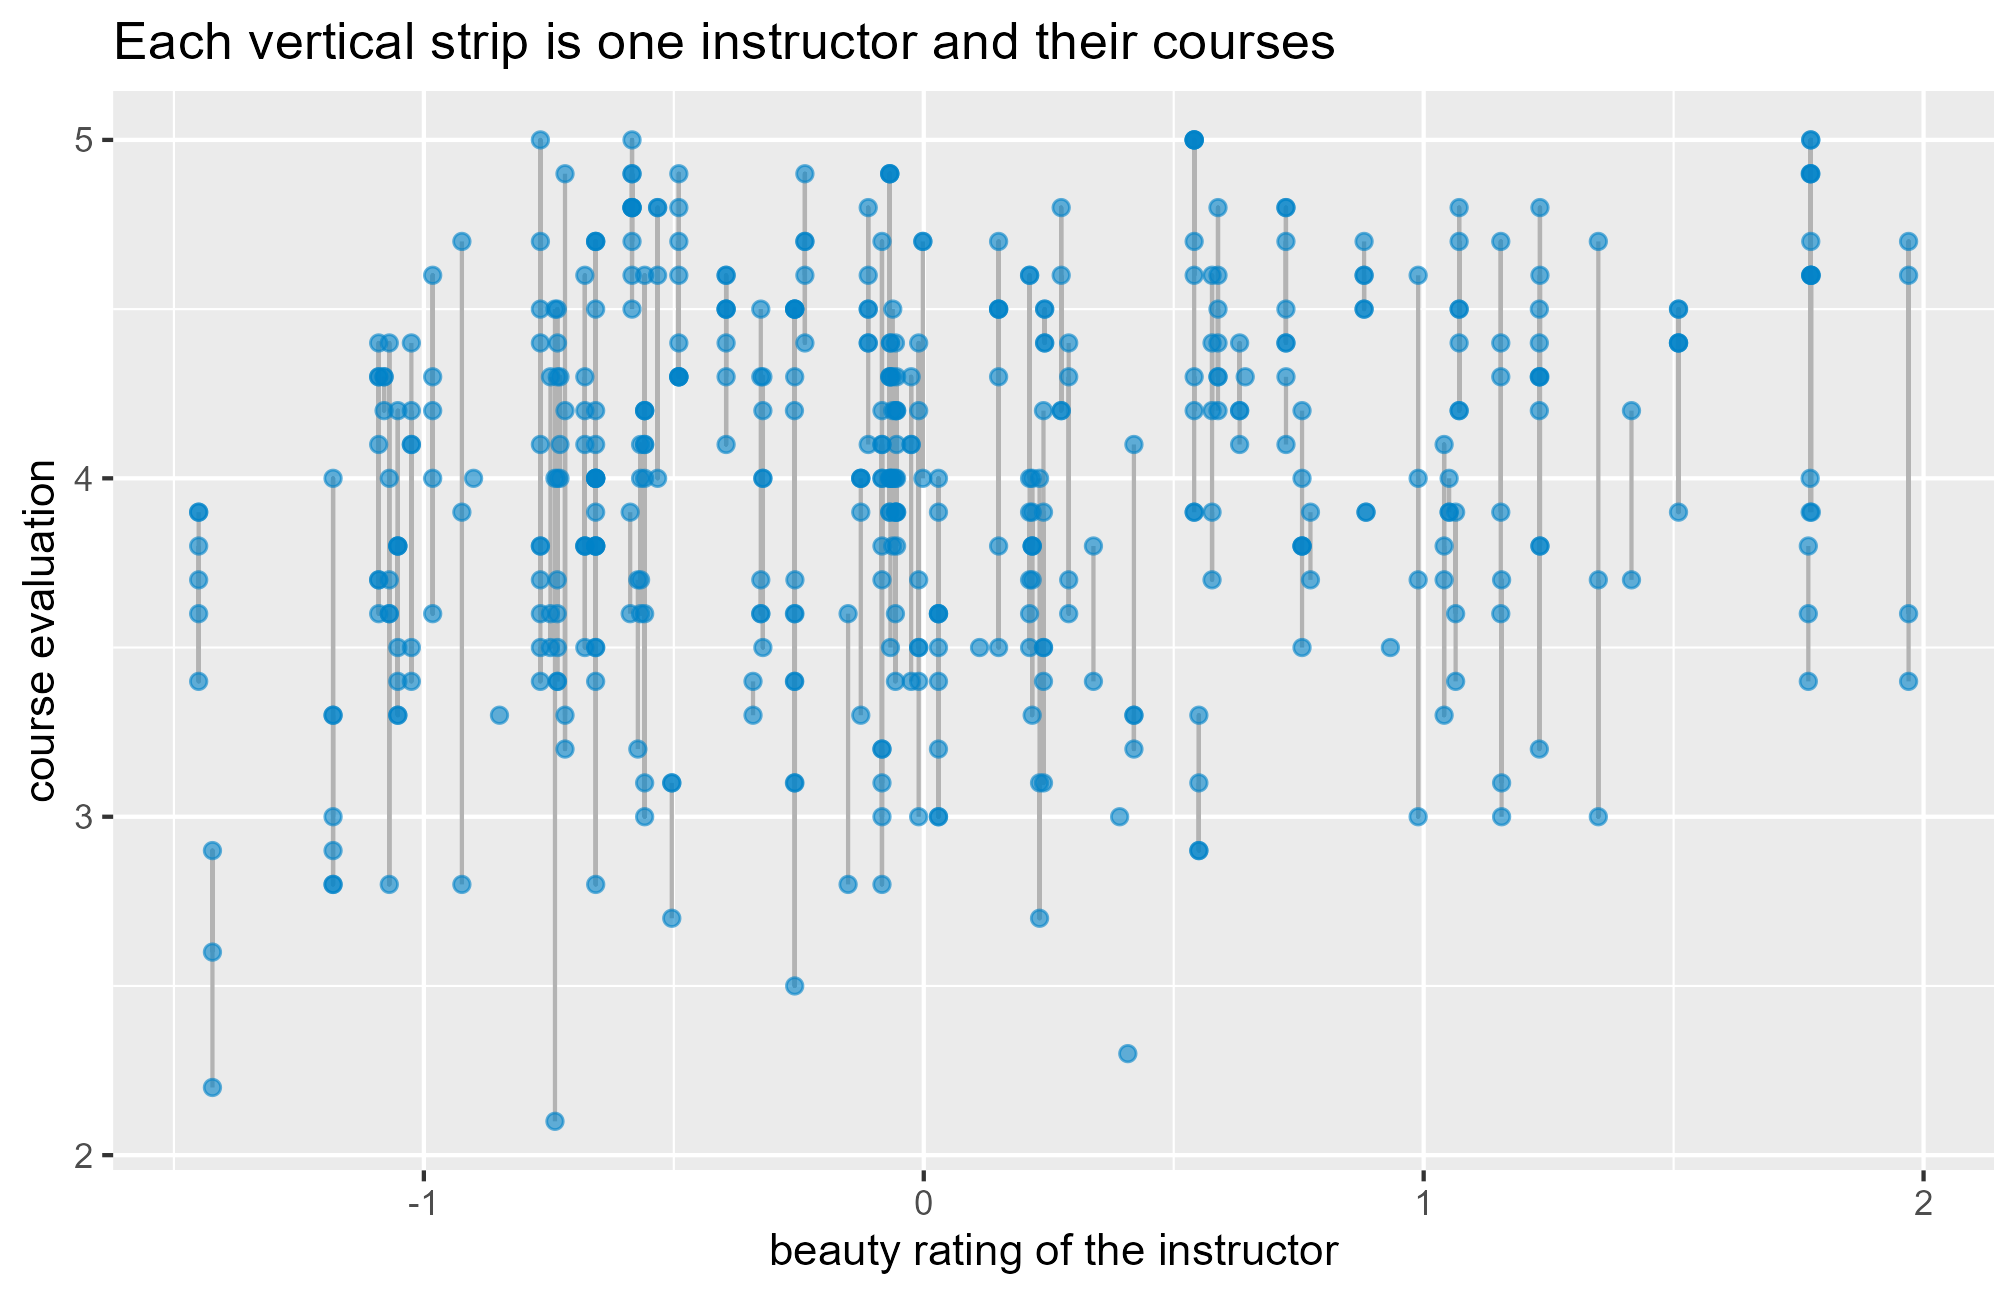 Each vertical strip is one instructor and their courses
5
4
3
2
course evaluation
-1 0 1 2
beauty rating of the instructor